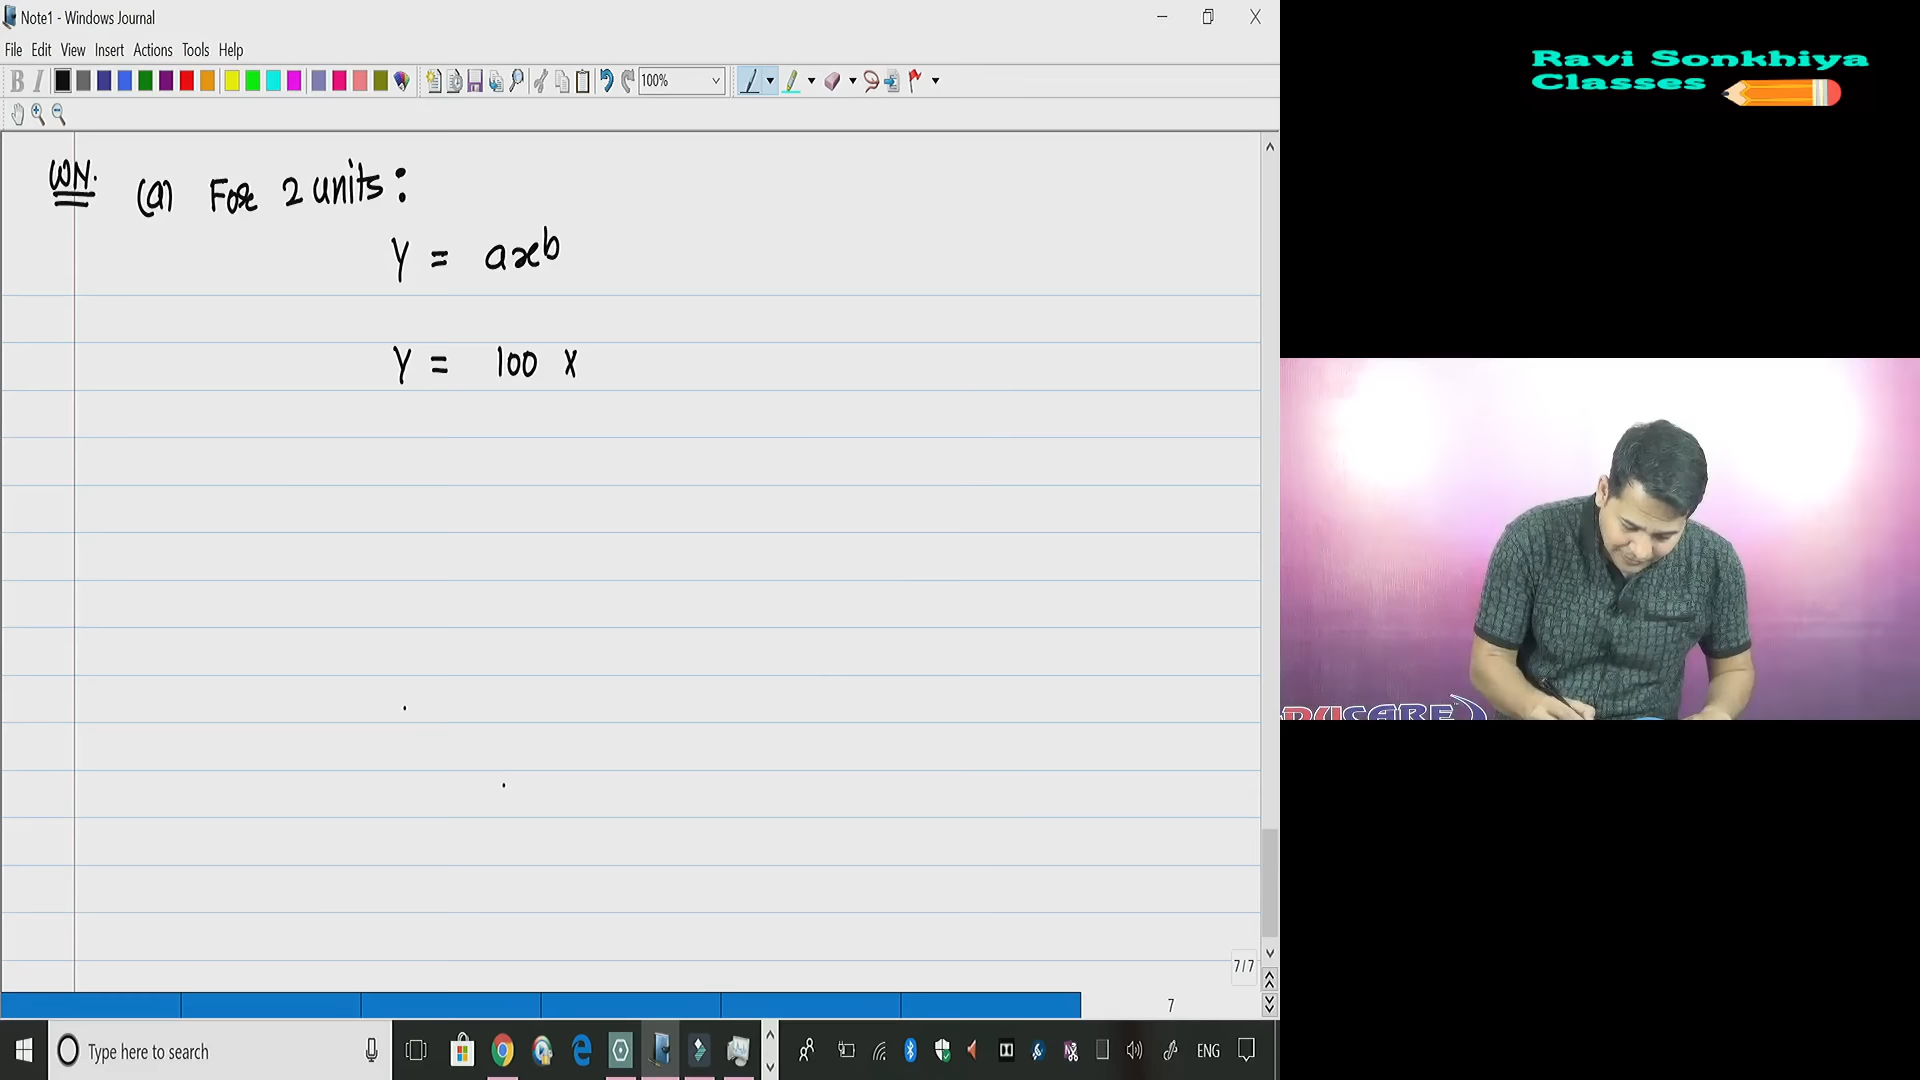 Note1 - Windows Journal
File Edit View Insert Actions Tools Help
B I 100%
Ravi Sonkhiya
Classes
WN. (a) For 2 units:
Y = axᵇ
Y = 100 x
7/7
7
Type here to search
ENG